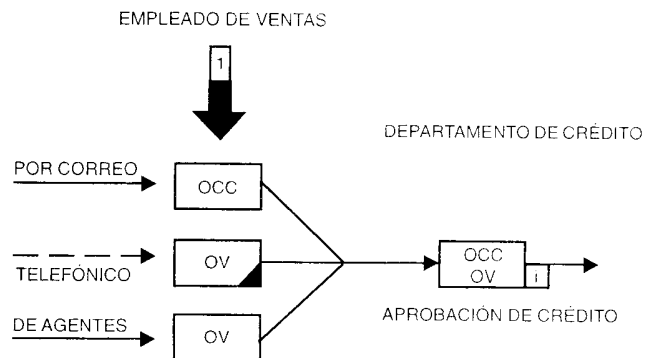 EMPLEADO DE VENTAS
1
DEPARTAMENTO DE CRÉDITO
POR CORREO
OCC
TELEFÓNICO
OV
OCC
OV
i
APROBACIÓN DE CRÉDITO
DE AGENTES
OV